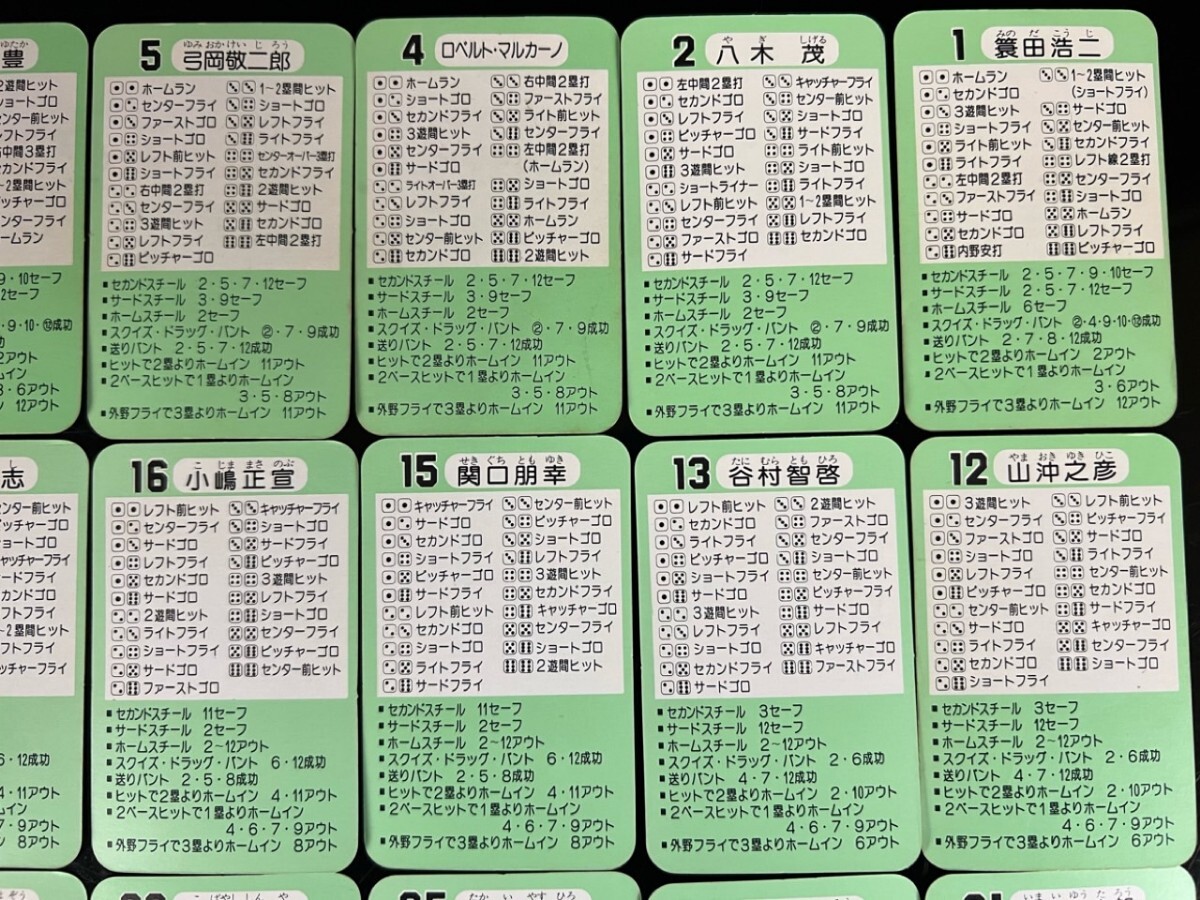 ゆみ おか けい じ ろう
5 弓岡敬二郎
ホームラン
センターフライ
ファーストゴロ
ショートゴロ
レフト前ヒット
ショートフライ
右中間2塁打
センターフライ
3遊間ヒット
レフトフライ
ピッチャーゴロ
1~2塁間ヒット
ショートゴロ
レフトフライ
ライトフライ
センターオーバー3塁打
セカンドフライ
2遊間ヒット
サードゴロ
セカンドゴロ
左中間2塁打
セカンドスチール 2・5・7・12セーフ
サードスチール 3・9セーフ
ホームスチール 2セーフ
スクイズ・ドラッグ・バント ②・7・9成功
送りバント 2・5・7・12成功
ヒットで2塁よりホームイン 11アウト
2ベースヒットで1塁よりホームイン
3・5・8アウト
外野フライで3塁よりホームイン 11アウト
4 ロベルト・マルカーノ
ホームラン
ショートゴロ
セカンドフライ
3遊間ヒット
センターフライ
サードゴロ
ライトオーバー3塁打
レフトフライ
ショートゴロ
センター前ヒット
セカンドゴロ
右中間2塁打
ファーストフライ
ライト前ヒット
センターフライ
左中間2塁打
(ホームラン)
ショートゴロ
ライトフライ
ホームラン
ピッチャーゴロ
2遊間ヒット
セカンドスチール 2・5・7・12セーフ
サードスチール 3・9セーフ
ホームスチール 2セーフ
スクイズ・ドラッグ・バント ②・7・9成功
送りバント 2・5・7・12成功
ヒットで2塁よりホームイン 11アウト
2ベースヒットで1塁よりホームイン
3・5・8アウト
外野フライで3塁よりホームイン 11アウト
や ぎ しげる
2 八木 茂
左中間2塁打
セカンドゴロ
レフトフライ
ピッチャーゴロ
サードゴロ
3遊間ヒット
ショートライナー
レフト前ヒット
センターフライ
ファーストゴロ
サードフライ
キャッチャーフライ
センター前ヒット
ショートゴロ
サードフライ
ライト前ヒット
ライトフライ
1~2塁間ヒット
レフトフライ
セカンドゴロ
セカンドスチール 2・5・7・12セーフ
サードスチール 3・9セーフ
ホームスチール 2セーフ
スクイズ・ドラッグ・バント ②・7・9成功
送りバント 2・5・7・12成功
ヒットで2塁よりホームイン 11アウト
2ベースヒットで1塁よりホームイン
3・5・8アウト
外野フライで3塁よりホームイン 11アウト
みの だ こう じ
1 簑田浩二
ホームラン
セカンドゴロ
3遊間ヒット
ショートフライ
ライト前ヒット
ライトフライ
左中間2塁打
ファーストフライ
サードゴロ
セカンドゴロ
内野安打
1~2塁間ヒット
(ショートフライ)
サードゴロ
センター前ヒット
セカンドフライ
レフト線2塁打
ショートゴロ
ホームラン
レフトフライ
ピッチャーゴロ
セカンドスチール 2・5・7・9・10セーフ
サードスチール 2・5・7・12セーフ
ホームスチール 6セーフ
スクイズ・ドラッグ・バント ②・4・9・10・⑫成功
送りバント 2・7・8・12成功
ヒットで2塁よりホームイン 2アウト
2ベースヒットで1塁よりホームイン
3・6アウト
外野フライで3塁よりホームイン 12アウト
こ じま まさ のぶ
16 小嶋正宣
レフト前ヒット
センターフライ
サードゴロ
レフトフライ
セカンドゴロ
サードゴロ
2遊間ヒット
ライトフライ
ショートフライ
サードゴロ
ファーストゴロ
キャッチャーフライ
ショートゴロ
サードフライ
ピッチャーゴロ
3遊間ヒット
レフトフライ
ショートゴロ
センターフライ
ピッチャーゴロ
センター前ヒット
セカンドスチール 11セーフ
サードスチール 2セーフ
ホームスチール 2~12アウト
スクイズ・ドラッグ・バント 6・12成功
送りバント 2・5・8成功
ヒットで2塁よりホームイン 4・11アウト
2ベースヒットで1塁よりホームイン
4・6・7・9アウト
外野フライで3塁よりホームイン 8アウト
せき ぐち とも ゆき
15 関口朋幸
キャッチャーフライ
サードゴロ
セカンドゴロ
ショートフライ
ピッチャーゴロ
サードフライ
レフト前ヒット
セカンドゴロ
ショートゴロ
ライトフライ
サードフライ
センター前ヒット
ピッチャーゴロ
ショートゴロ
レフトフライ
3遊間ヒット
セカンドフライ
キャッチャーゴロ
センターフライ
ショートゴロ
2遊間ヒット
セカンドスチール 11セーフ
サードスチール 2セーフ
ホームスチール 2~12アウト
スクイズ・ドラッグ・バント 6・12成功
送りバント 2・5・8成功
ヒットで2塁よりホームイン 4・11アウト
2ベースヒットで1塁よりホームイン
4・6・7・9アウト
外野フライで3塁よりホームイン 8アウト
たに むら とも ひろ
13 谷村智啓
レフト前ヒット
セカンドゴロ
ライトフライ
ピッチャーゴロ
ショートフライ
サードゴロ
3遊間ヒット
レフトフライ
ショートゴロ
セカンドフライ
サードゴロ
2遊間ヒット
ファーストゴロ
センターフライ
ショートゴロ
センター前ヒット
ピッチャーフライ
サードゴロ
レフトフライ
キャッチャーゴロ
ファーストフライ
セカンドスチール 3セーフ
サードスチール 12セーフ
ホームスチール 2~12アウト
スクイズ・ドラッグ・バント 2・6成功
送りバント 4・7・12成功
ヒットで2塁よりホームイン 2・10アウト
2ベースヒットで1塁よりホームイン
4・6・7・9アウト
外野フライで3塁よりホームイン 6アウト
やま おき ゆき ひこ
12 山沖之彦
3遊間ヒット
センターフライ
ファーストゴロ
ショートゴロ
レフトフライ
ピッチャーゴロ
センター前ヒット
ライトフライ
サードゴロ
セカンドゴロ
ショートフライ
レフト前ヒット
ピッチャーフライ
サードゴロ
ライトフライ
センター前ヒット
セカンドゴロ
サードフライ
キャッチャーゴロ
センターフライ
ショートゴロ
セカンドスチール 3セーフ
サードスチール 12セーフ
ホームスチール 2~12アウト
スクイズ・ドラッグ・バント 2・6成功
送りバント 4・7・12成功
ヒットで2塁よりホームイン 2・10アウト
2ベースヒットで1塁よりホームイン
4・6・7・9アウト
外野フライで3塁よりホームイン 6アウト
こ ばやし しん や
たか い やす ひろ
いま い ゆう た ろう